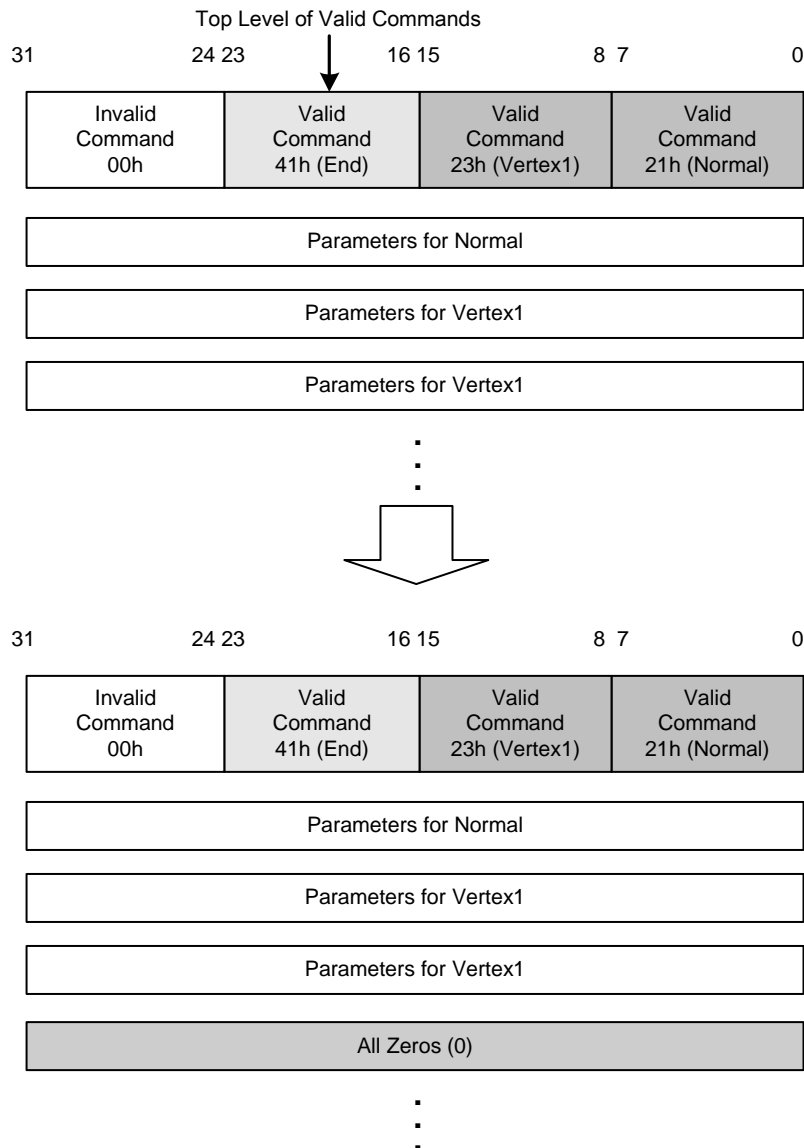 Top Level of Valid Commands
31 24 23 16 15 8 7 0
Invalid Command 00h
Valid Command 41h (End)
Valid Command 23h (Vertex1)
Valid Command 21h (Normal)
Parameters for Normal
Parameters for Vertex1
Parameters for Vertex1
31 24 23 16 15 8 7 0
Invalid Command 00h
Valid Command 41h (End)
Valid Command 23h (Vertex1)
Valid Command 21h (Normal)
Parameters for Normal
Parameters for Vertex1
Parameters for Vertex1
All Zeros (0)